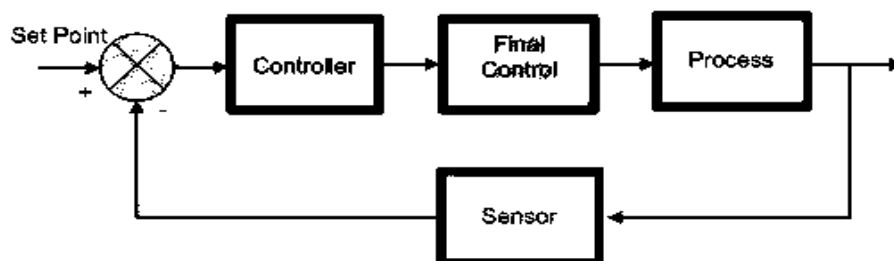 Set Point
+
-
Controller
Final
Control
Process
Sensor